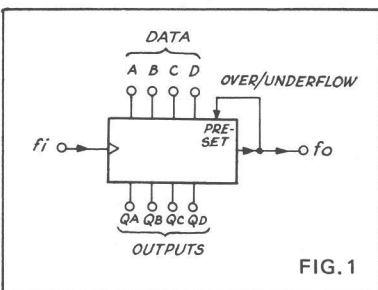 DATA
A B C D
OVER/UNDERFLOW
PRE-
SET
fi
fo
QA QB QC QD
OUTPUTS
FIG. 1